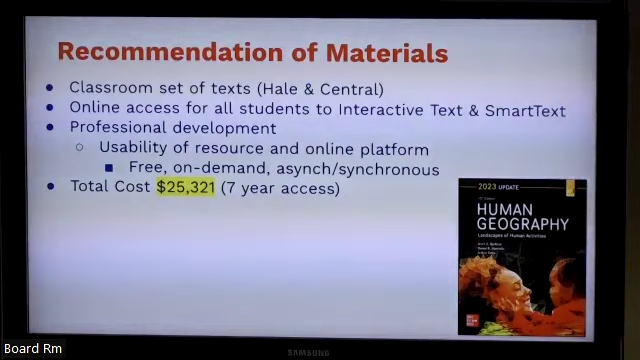 Recommendation of Materials
● Classroom set of texts (Hale & Central)
● Online access for all students to Interactive Text & SmartText
● Professional development
○ Usability of resource and online platform
■ Free, on-demand, asynch/synchronous
● Total Cost $25,321 (7 year access)
2023 UPDATE
HUMAN
GEOGRAPHY
Landscapes of Human Activities
Board Rm
SAMSUNG